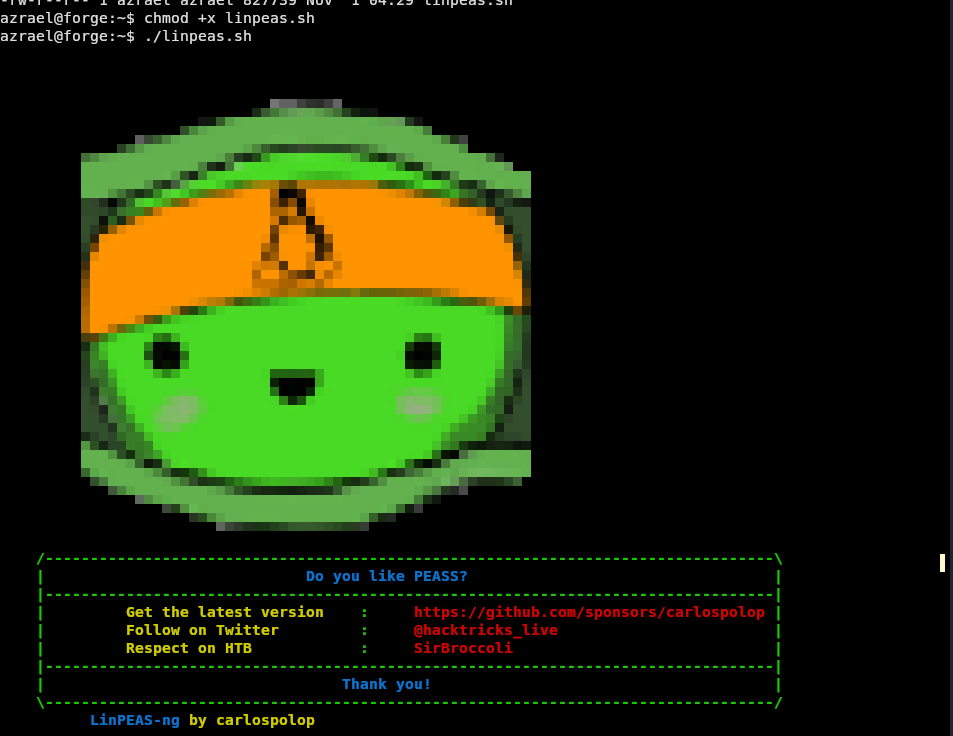 -rw-r--r-- 1 azrael azrael 827739 Nov  1 04:29 linpeas.sh
azrael@forge:~$ chmod +x linpeas.sh
azrael@forge:~$ ./linpeas.sh
Do you like PEASS?
Get the latest version : https://github.com/sponsors/carlospolop
Follow on Twitter : @hacktricks_live
Respect on HTB : SirBroccoli
Thank you!
LinPEAS-ng by carlospolop